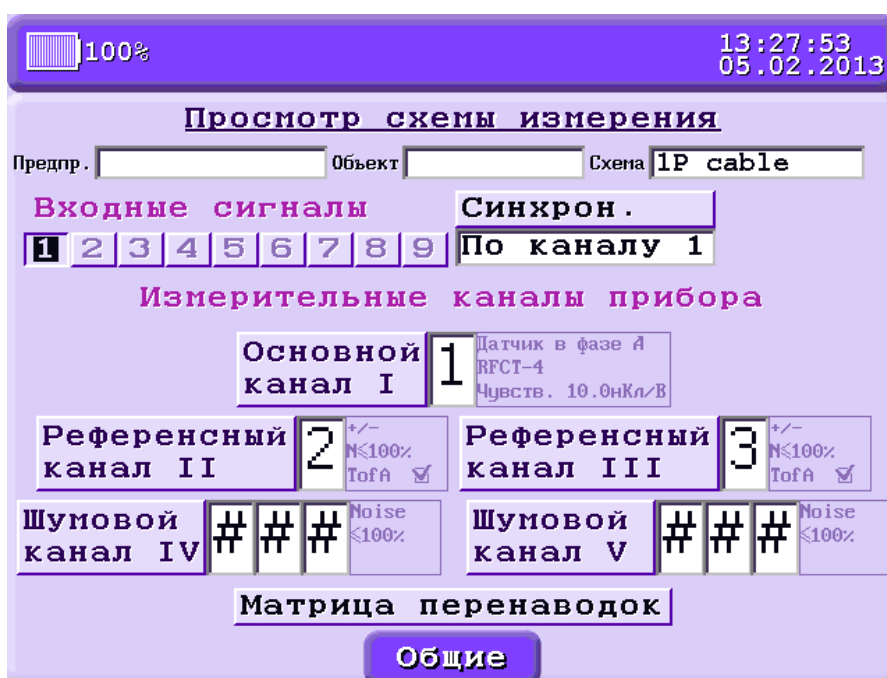 100%
13:27:53
05.02.2013
Просмотр схемы измерения
Предпр. Объект Схема 1P cable
Входные сигналы Синхрон.
1 2 3 4 5 6 7 8 9 По каналу 1
Измерительные каналы прибора
Основной канал I
1
Датчик в фазе А
RFCT-4
Чувств. 10.0нКл/В
Референсный канал II
2
+/-
N≤100%
TofA
Референсный канал III
3
+/-
N≤100%
TofA
Шумовой канал IV
# # #
Noise
≤100%
Шумовой канал V
# # #
Noise
≤100%
Матрица перенаводок
Общие